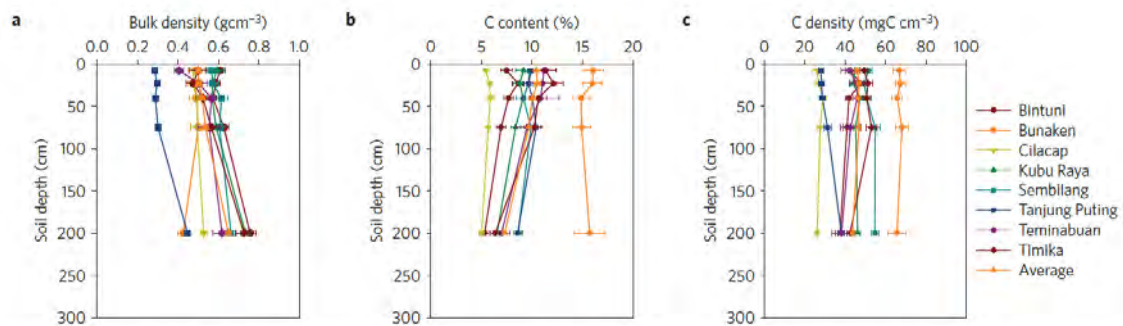 a Bulk density (gcm⁻³)
0.0 0.2 0.4 0.6 0.8 1.0
0
50
100
150
200
250
300
Soil depth (cm)
b C content (%)
0 5 10 15 20
0
50
100
150
200
250
300
Soil depth (cm)
c C density (mgC cm⁻³)
0 20 40 60 80 100
0
50
100
150
200
250
300
Soil depth (cm)
Bintuni
Bunaken
Cilacap
Kubu Raya
Sembilang
Tanjung Puting
Teminabuan
Timika
Average